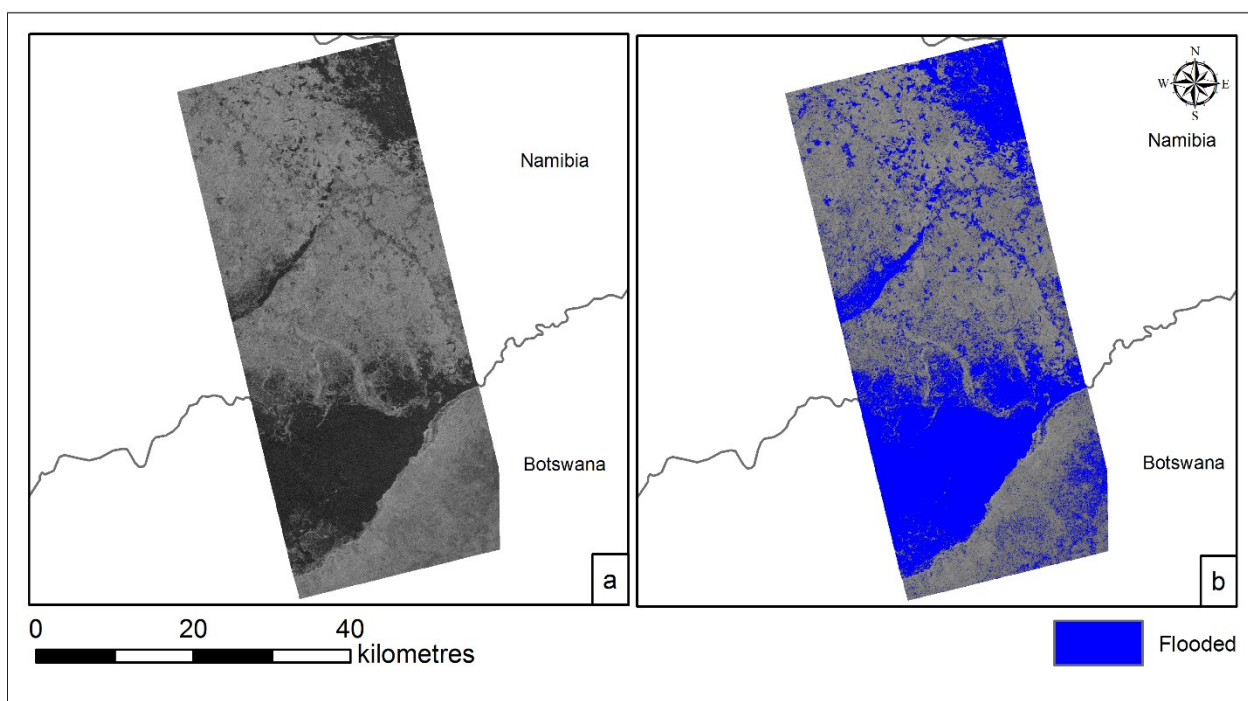 N
W E
S
Namibia
Namibia
Botswana
Botswana
a
b
0 20 40
kilometres
Flooded